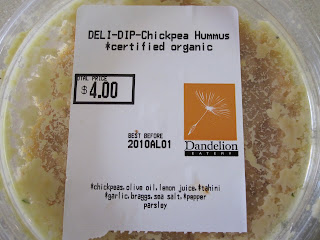 DELI-DIP-Chickpea Hummus
*certified organic
TOTAL PRICE
$4.00
BEST BEFORE
2010AL01
Dandelion
EATERY
*chickpeas, olive oil, lemon juice, *tahini
*garlic, braggs, sea salt, *pepper
parsley